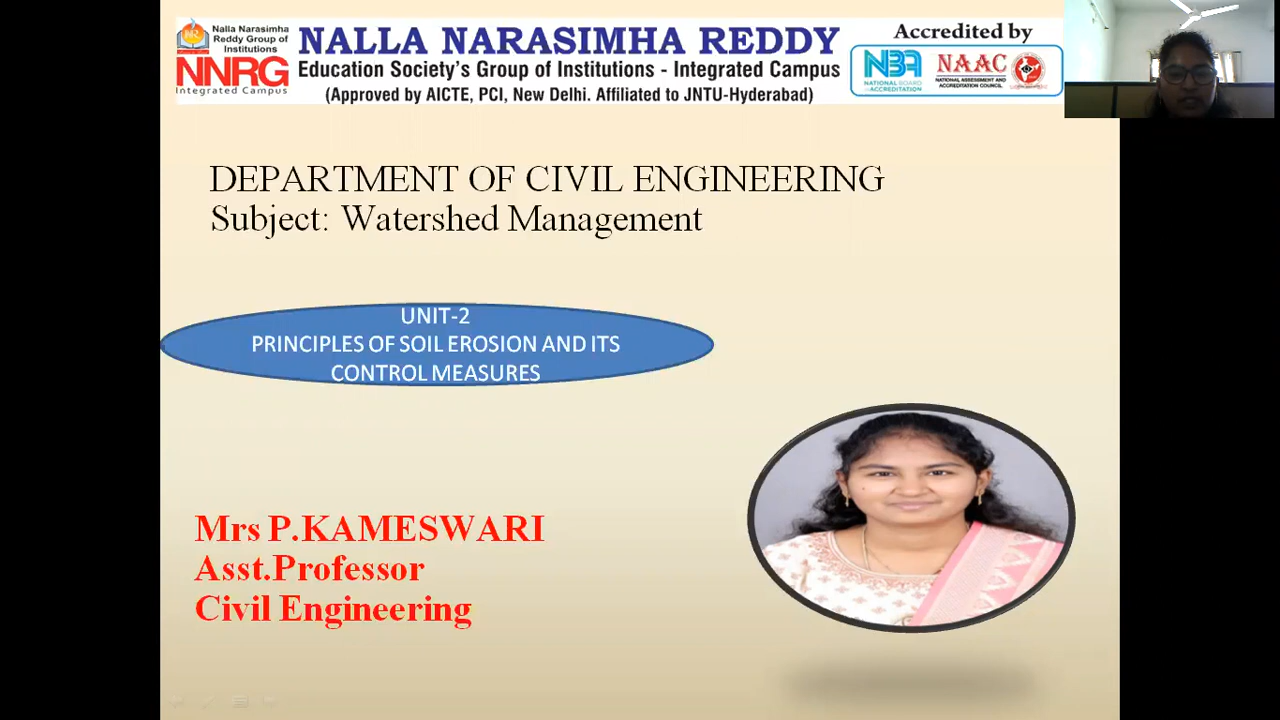 Nalla Narasimha
Reddy Group of
Institutions
NNRG
Integrated Campus
NALLA NARASIMHA REDDY
Education Society's Group of Institutions - Integrated Campus
(Approved by AICTE, PCI, New Delhi. Affiliated to JNTU-Hyderabad)
Accredited by
NBA
NATIONAL BOARD
of ACCREDITATION
NAAC
NATIONAL ASSESSMENT AND
ACCREDITATION COUNCIL
DEPARTMENT OF CIVIL ENGINEERING
Subject: Watershed Management
UNIT-2
PRINCIPLES OF SOIL EROSION AND ITS
CONTROL MEASURES
Mrs P.KAMESWARI
Asst.Professor
Civil Engineering